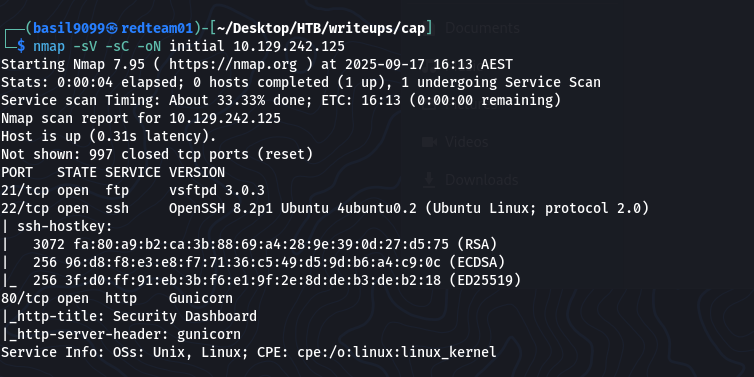 Documents
┌──(basil9099㉿redteam01)-[~/Desktop/HTB/writeups/cap]
└─$ nmap -sV -sC -oN initial 10.129.242.125
Starting Nmap 7.95 ( https://nmap.org ) at 2025-09-17 16:13 AEST
Stats: 0:00:04 elapsed; 0 hosts completed (1 up), 1 undergoing Service Scan
Service scan Timing: About 33.33% done; ETC: 16:13 (0:00:00 remaining)
Nmap scan report for 10.129.242.125
Host is up (0.31s latency).
Videos
Not shown: 997 closed tcp ports (reset)
PORT   STATE SERVICE VERSION
Downloads
21/tcp open  ftp     vsftpd 3.0.3
22/tcp open  ssh     OpenSSH 8.2p1 Ubuntu 4ubuntu0.2 (Ubuntu Linux; protocol 2.0)
| ssh-hostkey:
|   3072 fa:80:a9:b2:ca:3b:88:69:a4:28:9e:39:0d:27:d5:75 (RSA)
|   256 96:d8:f8:e3:e8:f7:71:36:c5:49:d5:9d:b6:a4:c9:0c (ECDSA)
|_  256 3f:d0:ff:91:eb:3b:f6:e1:9f:2e:8d:de:b3:de:b2:18 (ED25519)
80/tcp open  http    Gunicorn
|_http-title: Security Dashboard
|_http-server-header: gunicorn
Service Info: OSs: Unix, Linux; CPE: cpe:/o:linux:linux_kernel